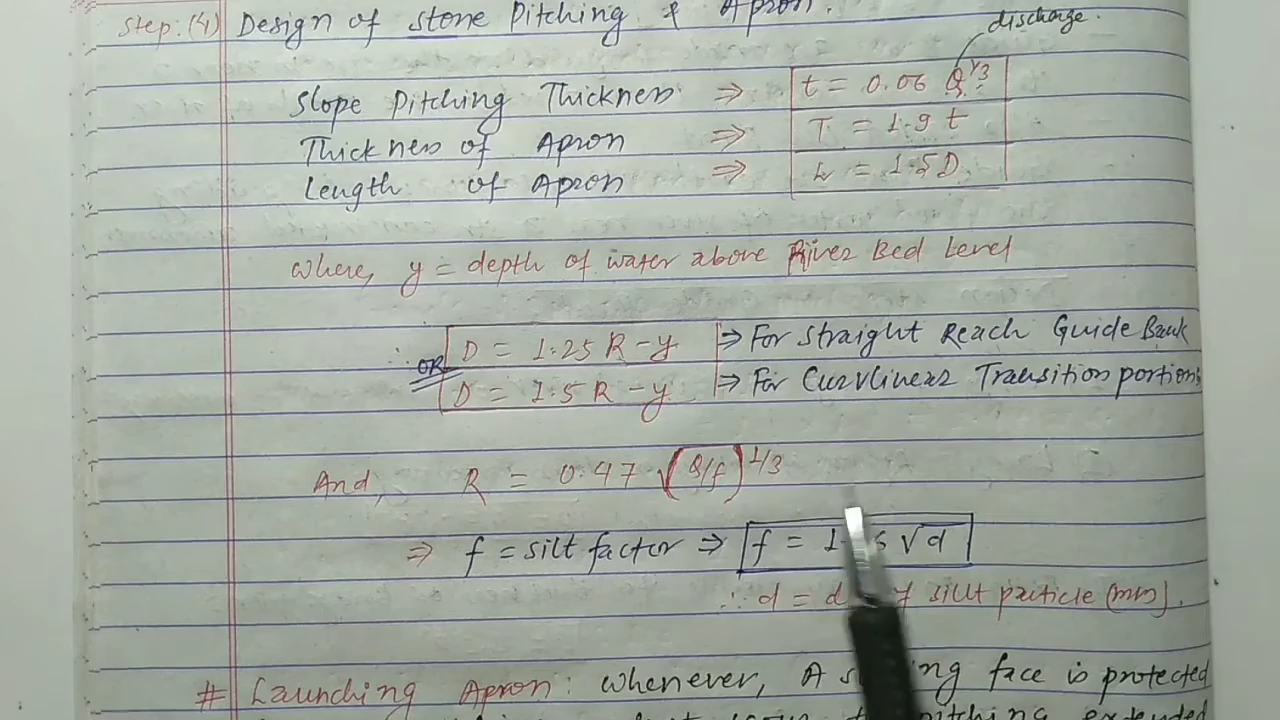 Step.(4) Design of stone Pitching & Apron.
discharge.
Slope Pitching Thickness ⇒ t = 0.06 Q^1/3
Thickness of Apron ⇒ T = 1.9 t
Length of Apron ⇒ L = 1.5D
Where, y = depth of water above River Bed Level
∴ D = 1.25 R - y ⇒ For Straight Reach Guide Bank
OR
D = 1.5 R - y ⇒ For Curvlinear Transition portions
And, R = 0.47 √(Q/f)^1/3
⇒ f = silt factor ⇒ f = 1. √d
∴ d = silt particle (mm).
# Launching Apron: Whenever, A face is protected